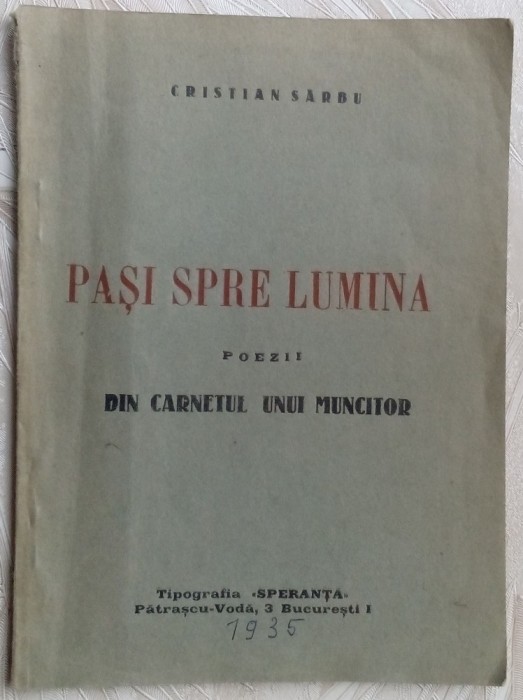 CRISTIAN SÂRBU
PAȘI SPRE LUMINA
POEZII
DIN CARNETUL UNUI MUNCITOR
Tipografia «SPERANȚA»
Pătrașcu-Vodă, 3 București I
1935